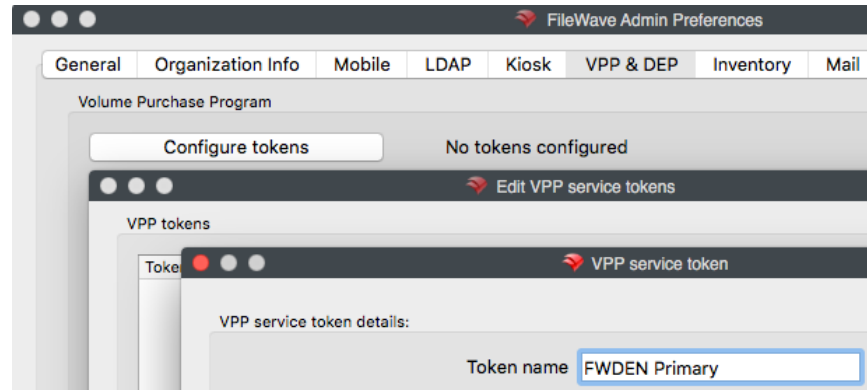 FileWave Admin Preferences
General Organization Info Mobile LDAP Kiosk VPP & DEP Inventory Mail
Volume Purchase Program
Configure tokens No tokens configured
Edit VPP service tokens
VPP tokens
VPP service token
VPP service token details:
Token name FWDEN Primary